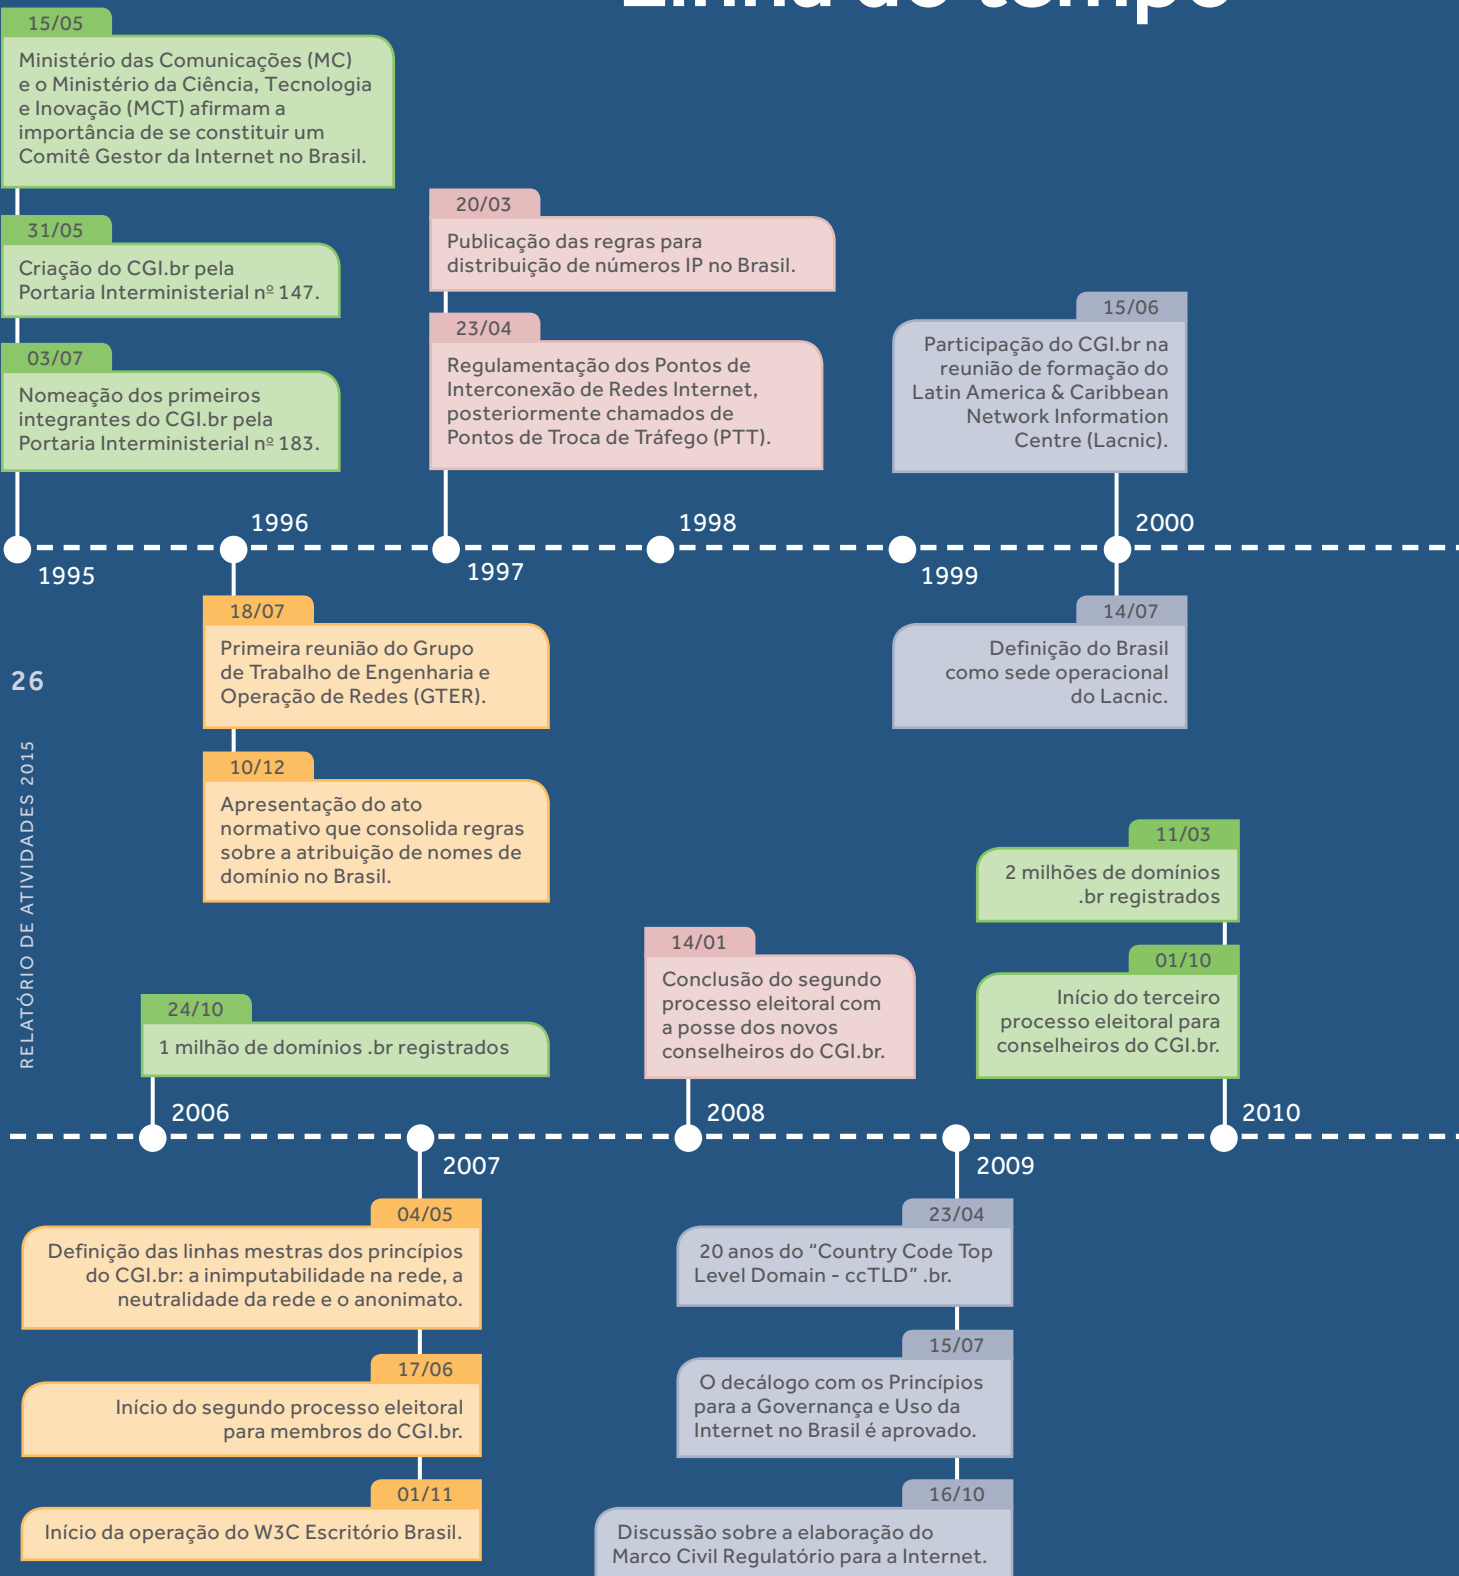 Linha do tempo
15/05
Ministério das Comunicações (MC)
e o Ministério da Ciência, Tecnologia
e Inovação (MCT) afirmam a
importância de se constituir um
Comitê Gestor da Internet no Brasil.
31/05
Criação do CGI.br pela
Portaria Interministerial nº 147.
03/07
Nomeação dos primeiros
integrantes do CGI.br pela
Portaria Interministerial nº 183.
1995
1996
18/07
Primeira reunião do Grupo
de Trabalho de Engenharia e
Operação de Redes (GTER).
10/12
Apresentação do ato
normativo que consolida regras
sobre a atribuição de nomes de
domínio no Brasil.
20/03
Publicação das regras para
distribuição de números IP no Brasil.
23/04
Regulamentação dos Pontos de
Interconexão de Redes Internet,
posteriormente chamados de
Pontos de Troca de Tráfego (PTT).
1997
1998
1999
15/06
Participação do CGI.br na
reunião de formação do
Latin America & Caribbean
Network Information
Centre (Lacnic).
2000
14/07
Definição do Brasil
como sede operacional
do Lacnic.
26
RELATÓRIO DE ATIVIDADES 2015
24/10
1 milhão de domínios .br registrados
2006
2007
04/05
Definição das linhas mestras dos princípios
do CGI.br: a inimputabilidade na rede, a
neutralidade da rede e o anonimato.
17/06
Início do segundo processo eleitoral
para membros do CGI.br.
01/11
Início da operação do W3C Escritório Brasil.
14/01
Conclusão do segundo
processo eleitoral com
a posse dos novos
conselheiros do CGI.br.
2008
2009
23/04
20 anos do “Country Code Top
Level Domain - ccTLD” .br.
15/07
O decálogo com os Princípios
para a Governança e Uso da
Internet no Brasil é aprovado.
16/10
Discussão sobre a elaboração do
Marco Civil Regulatório para a Internet.
11/03
2 milhões de domínios
.br registrados
01/10
Início do terceiro
processo eleitoral para
conselheiros do CGI.br.
2010